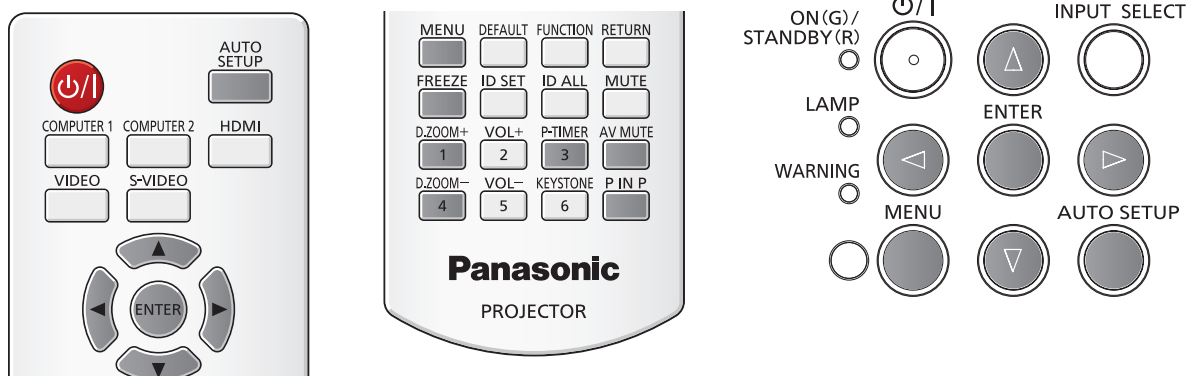 AUTO
SETUP
⏻/|
COMPUTER 1 COMPUTER 2 HDMI
VIDEO S-VIDEO
ENTER
MENU DEFAULT FUNCTION RETURN
FREEZE ID SET ID ALL MUTE
D.ZOOM+ VOL+ P-TIMER AV MUTE
1 2 3
D.ZOOM− VOL− KEYSTONE P IN P
4 5 6
Panasonic
PROJECTOR
⏻/|
ON(G)/
STANDBY(R)
INPUT SELECT
LAMP
ENTER
WARNING
MENU
AUTO SETUP